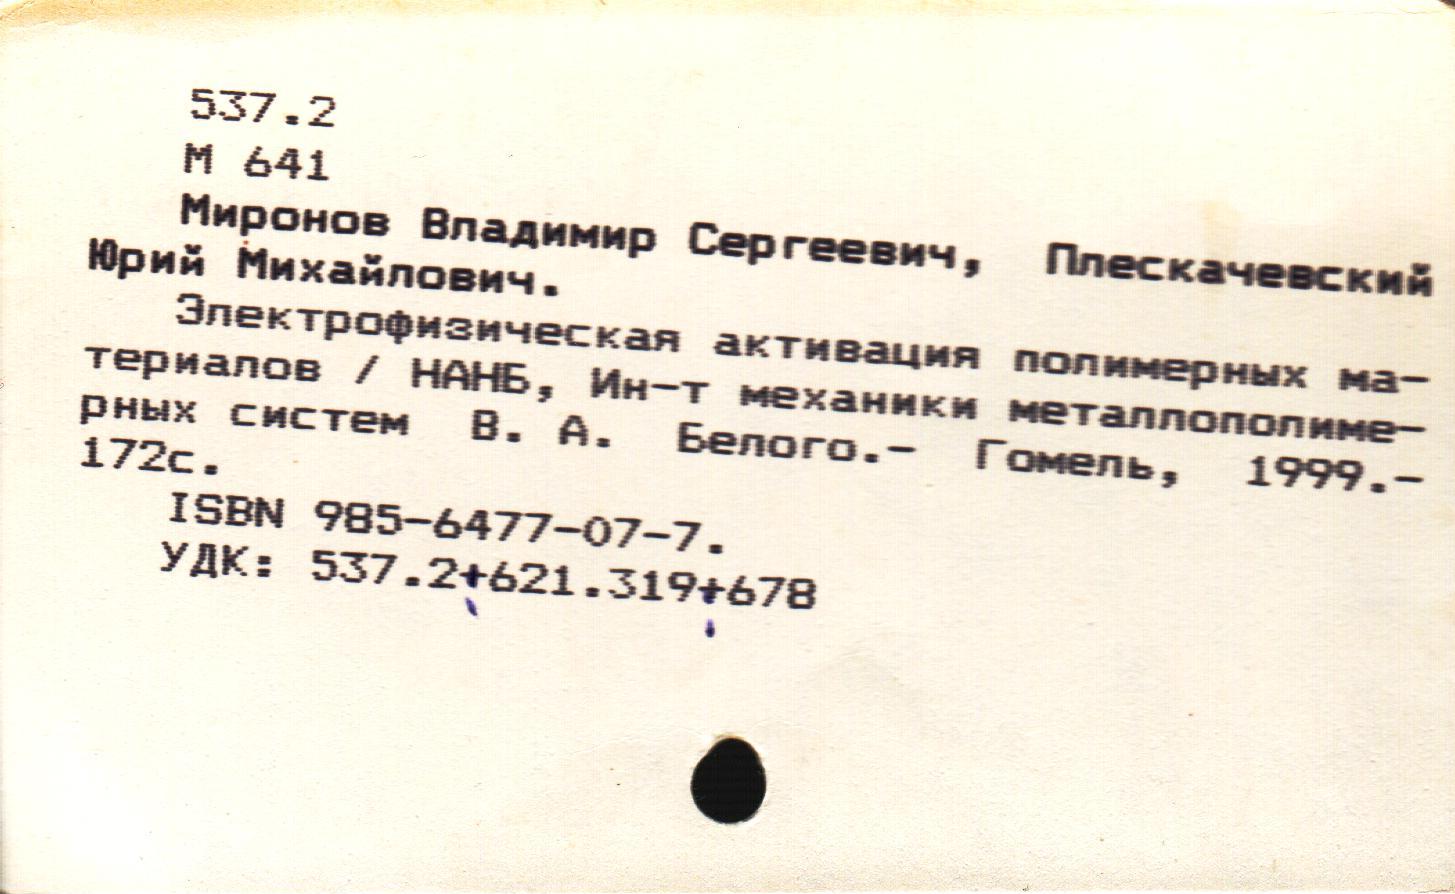 537.2
М 641
Миронов Владимир Сергеевич, Плескачевский
Юрий Михайлович.
Электрофизическая активация полимерных ма-
териалов / НАНБ, Ин-т механики металлополиме-
рных систем В. А. Белого.- Гомель, 1999.-
172с.
ISBN 985-6477-07-7.
УДК: 537.2+621.319+678